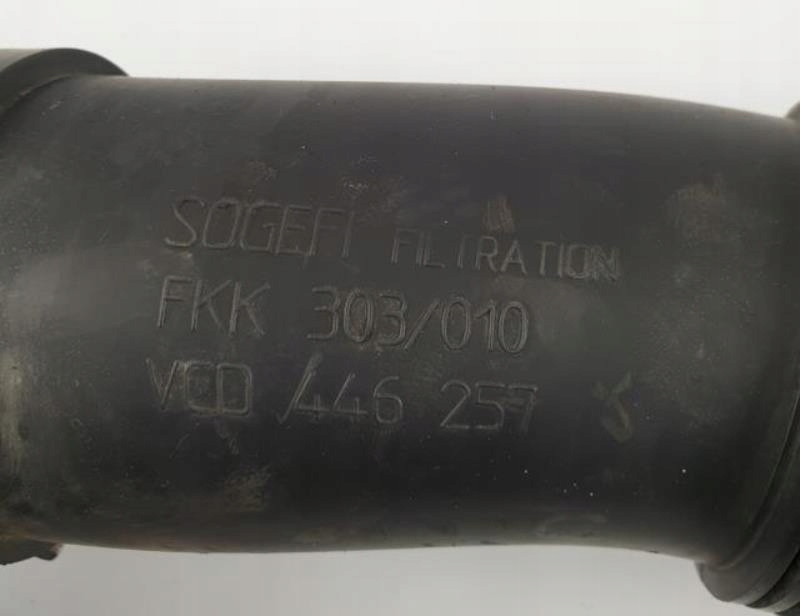 SOGEFI FILTRATION
FKK 303/010
VCD /446 257